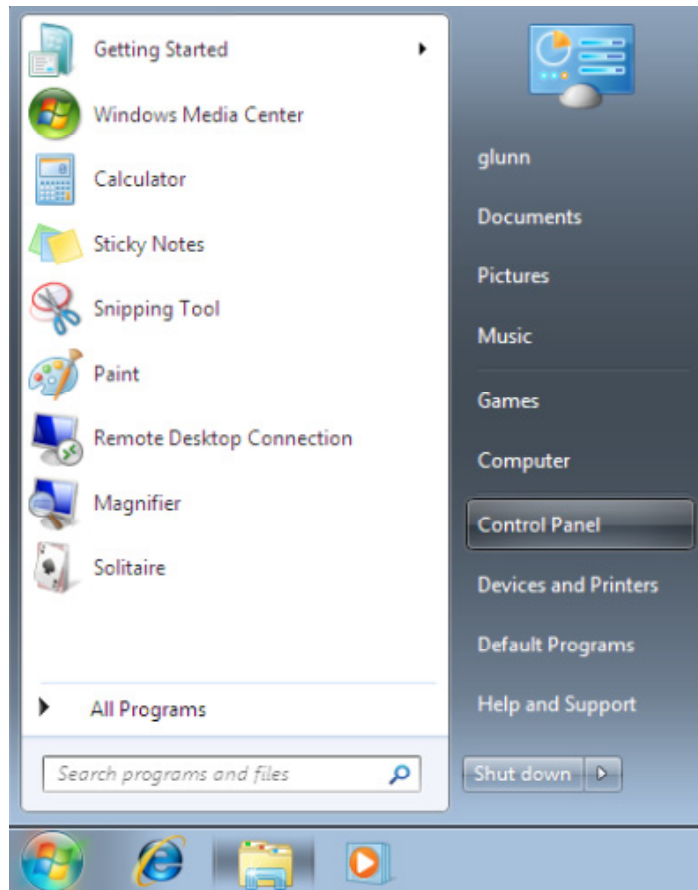 Getting Started
Windows Media Center
Calculator
Sticky Notes
Snipping Tool
Paint
Remote Desktop Connection
Magnifier
Solitaire
All Programs
Search programs and files
glunn
Documents
Pictures
Music
Games
Computer
Control Panel
Devices and Printers
Default Programs
Help and Support
Shut down